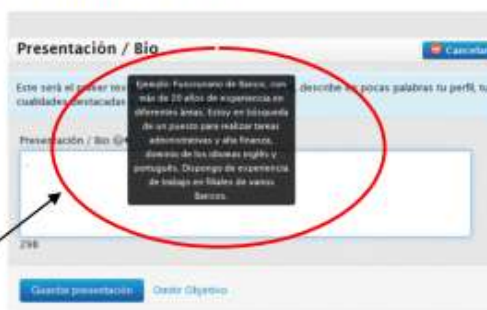 Presentación / Bio
Cancelar
Este será el primer
describe en pocas palabras tu perfil, tu
cualidades destacadas
Ejemplo: Funcionario de Banco, con
más de 20 años de experiencia en
diferentes áreas. Estoy en búsqueda
de un puesto para realizar tareas
administrativas y alta finanza,
dominio de los idiomas inglés y
portugués. Dispongo de experiencia
de trabajo en filiales de varios
Bancos.
Presentación / Bio
298
Guardar presentación
Omitir Objetivo